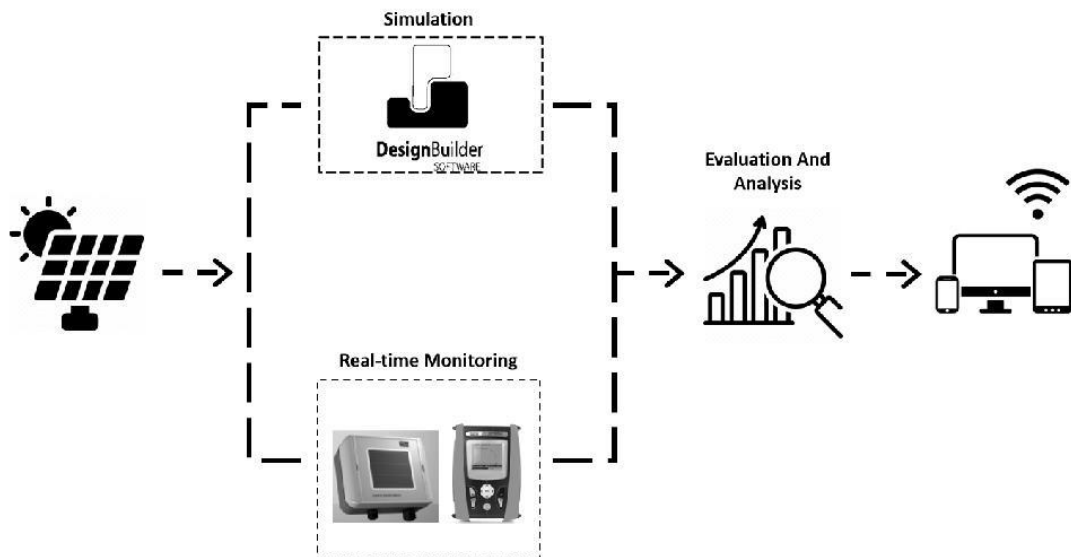 Simulation
DesignBuilder
SOFTWARE
Evaluation And
Analysis
Real-time Monitoring